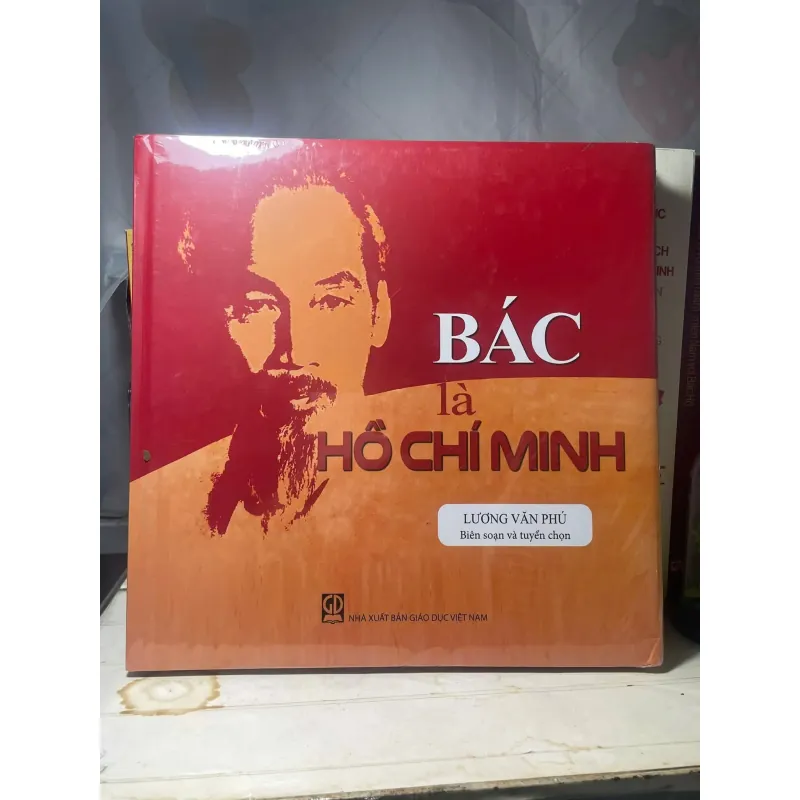 BÁC
là
HỒ CHÍ MINH
LƯƠNG VĂN PHÚ
Biên soạn và tuyển chọn
GD
NHÀ XUẤT BẢN GIÁO DỤC VIỆT NAM